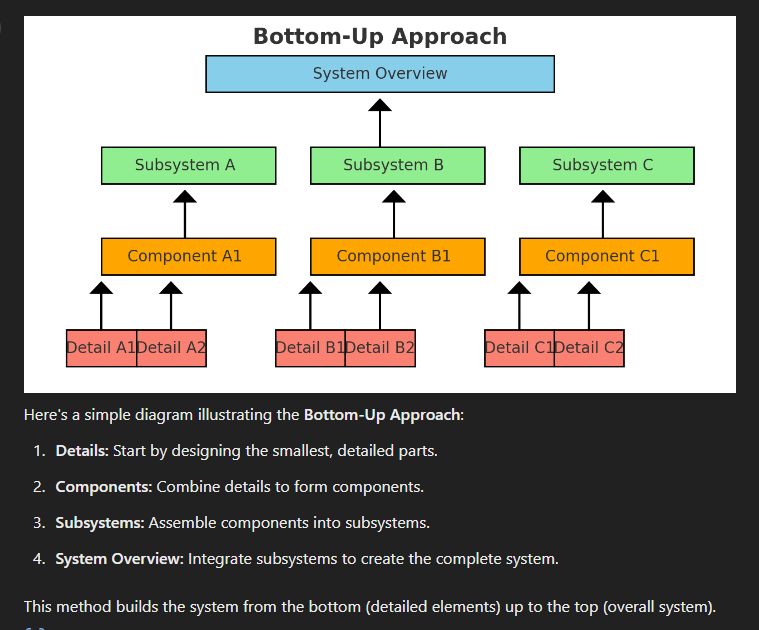 Bottom-Up Approach
System Overview
Subsystem A Subsystem B Subsystem C
Component A1 Component B1 Component C1
Detail A1 Detail A2 Detail B1 Detail B2 Detail C1 Detail C2
Here's a simple diagram illustrating the Bottom-Up Approach:
1. Details: Start by designing the smallest, detailed parts.
2. Components: Combine details to form components.
3. Subsystems: Assemble components into subsystems.
4. System Overview: Integrate subsystems to create the complete system.
This method builds the system from the bottom (detailed elements) up to the top (overall system).